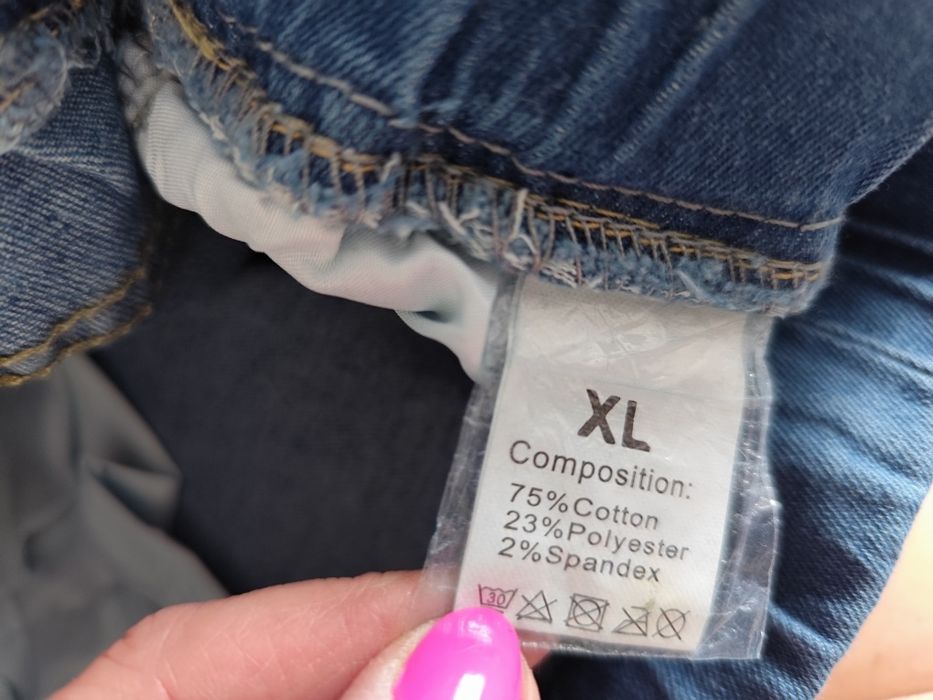 XL
Composition:
75%Cotton
23%Polyester
2%Spandex
30